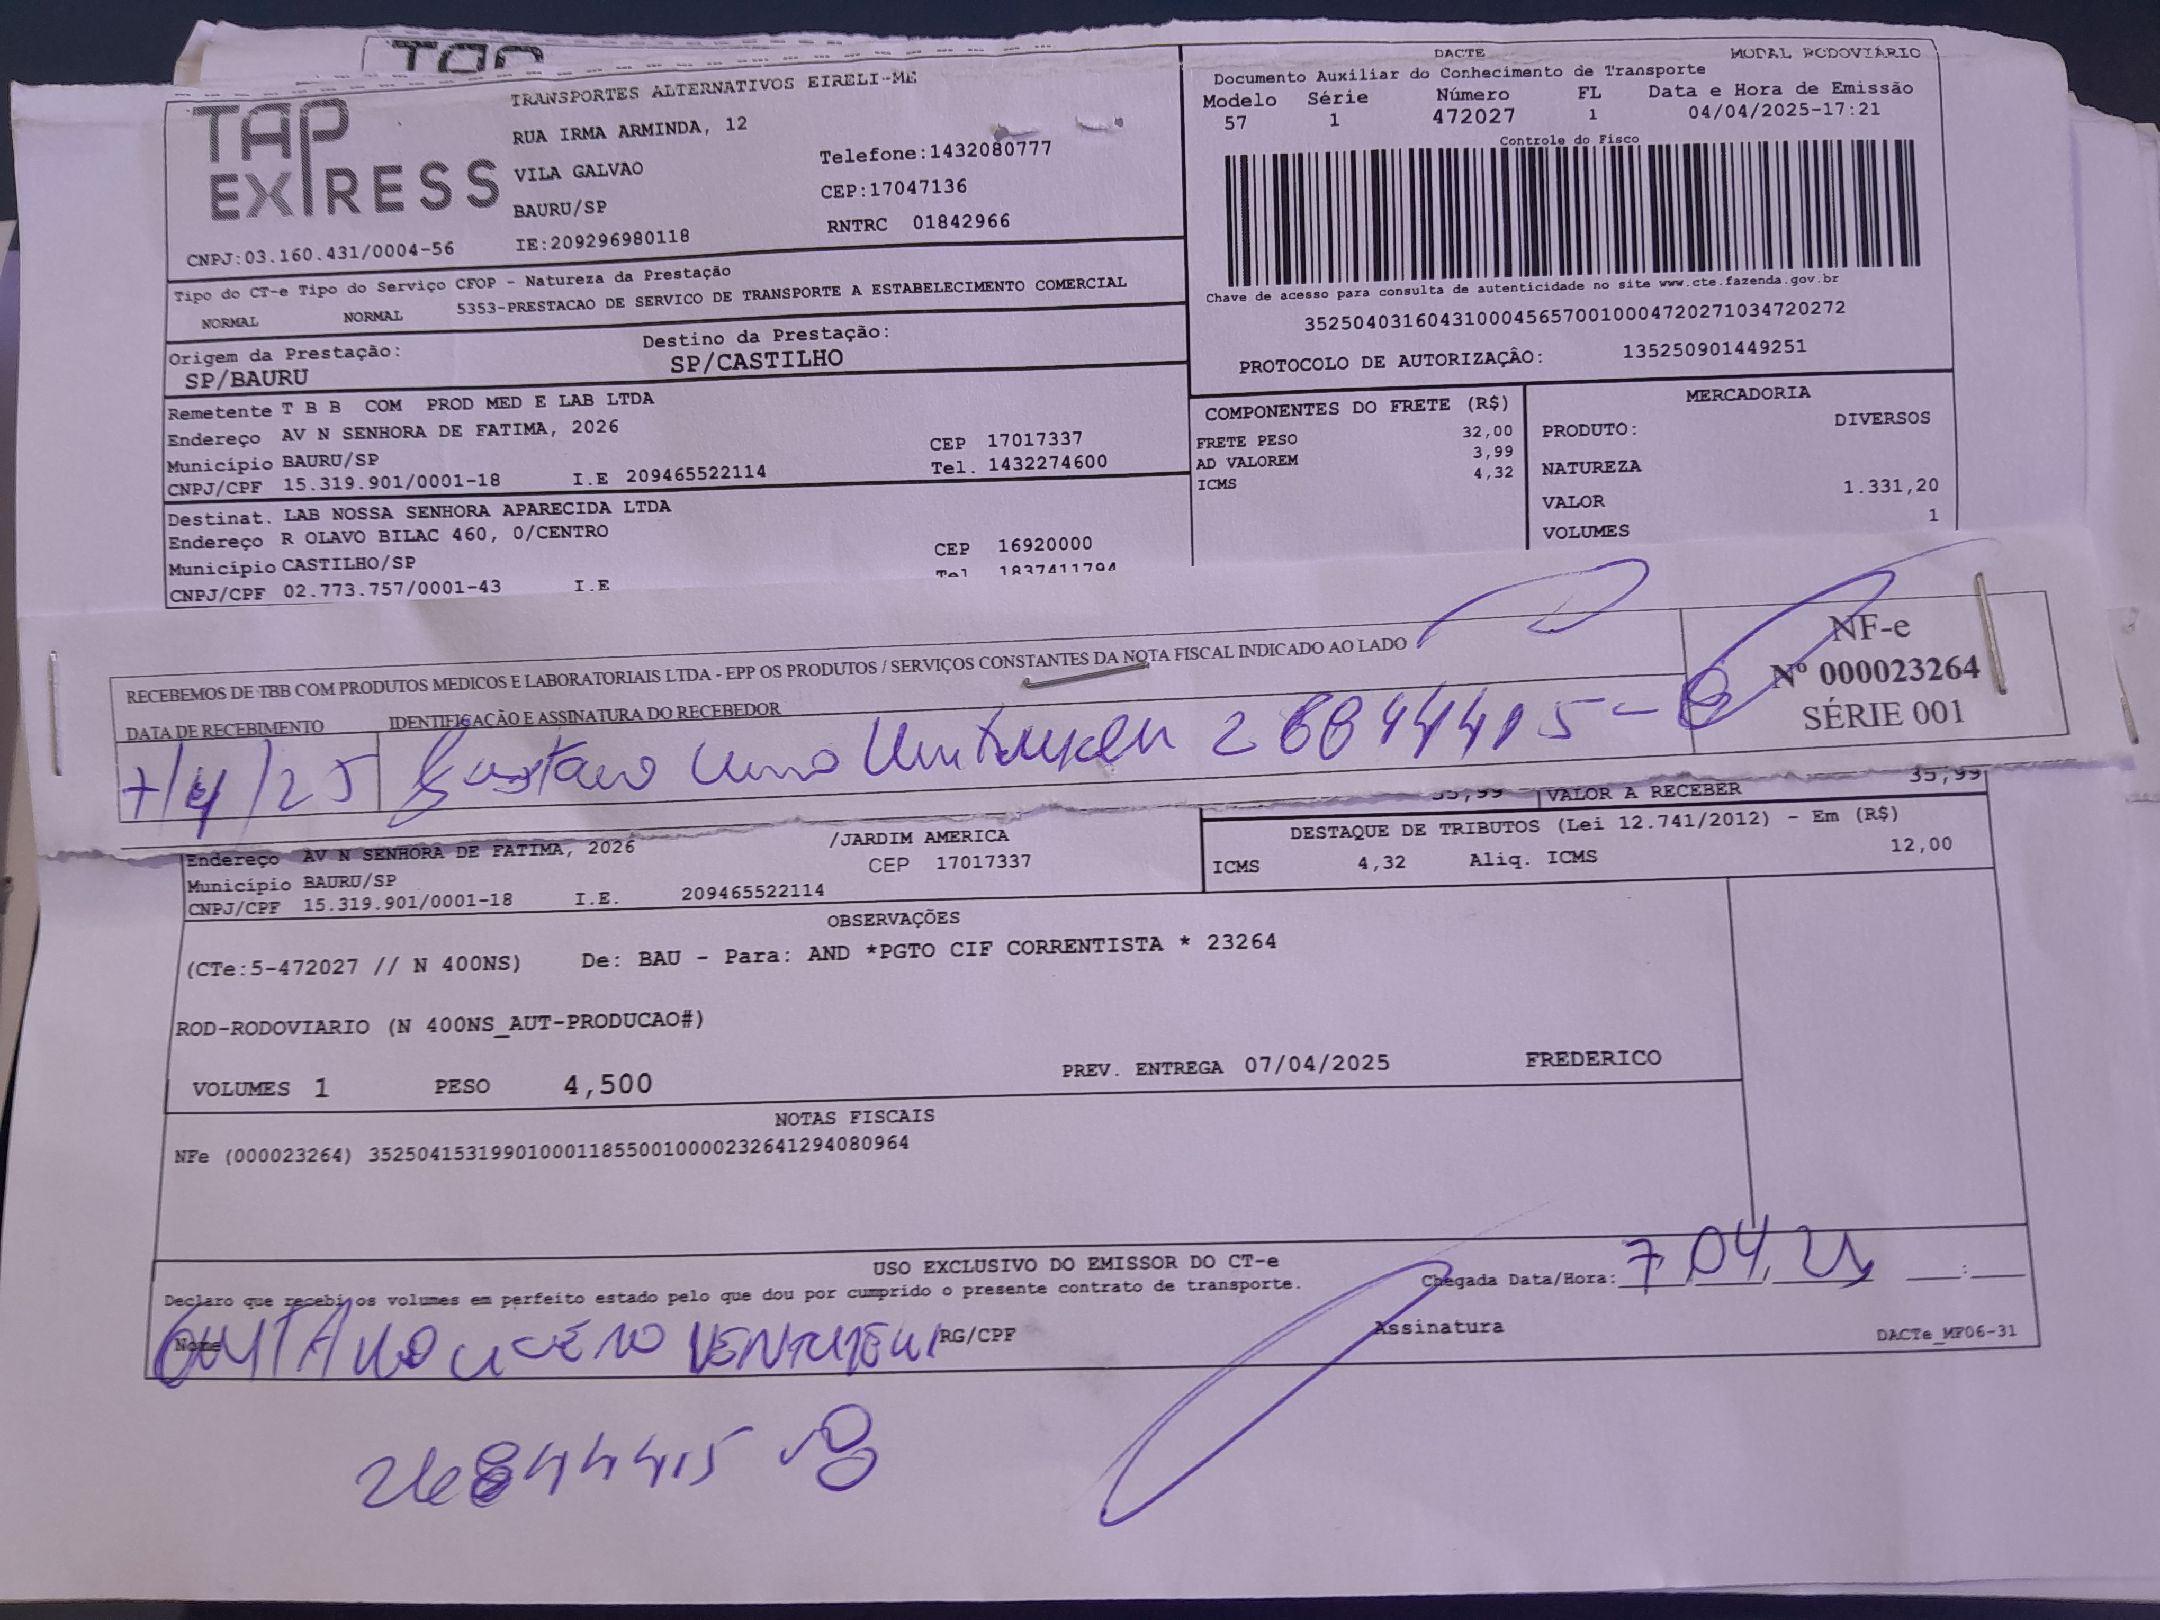 TAP EXPRESS
TRANSPORTES ALTERNATIVOS EIRELI-ME
RUA IRMA ARMINDA, 12
VILA GALVAO
BAURU/SP
IE:209296980118
Telefone:1432080777
CEP:17047136
RNTRC 01842966
CNPJ:03.160.431/0004-56
DACTE MODAL RODOVIÁRIO
Documento Auxiliar do Conhecimento de Transporte
Modelo Série Número FL Data e Hora de Emissão
57 1 472027 1 04/04/2025-17:21
Controle do Fisco
Chave de acesso para consulta de autenticidade no site www.cte.fazenda.gov.br
35250403160431000456570010004720271034720272
PROTOCOLO DE AUTORIZAÇÃO: 135250901449251
Tipo do CT-e Tipo do Serviço CFOP - Natureza da Prestação
NORMAL NORMAL 5353-PRESTACAO DE SERVICO DE TRANSPORTE A ESTABELECIMENTO COMERCIAL
Origem da Prestação: Destino da Prestação:
SP/BAURU SP/CASTILHO
Remetente T B B COM PROD MED E LAB LTDA
Endereço AV N SENHORA DE FATIMA, 2026
Município BAURU/SP CEP 17017337
CNPJ/CPF 15.319.901/0001-18 I.E 209465522114 Tel. 1432274600
Destinat. LAB NOSSA SENHORA APARECIDA LTDA
Endereço R OLAVO BILAC 460, 0/CENTRO
Município CASTILHO/SP CEP 16920000
CNPJ/CPF 02.773.757/0001-43 I.E Tel 1837411794
COMPONENTES DO FRETE (R$)
FRETE PESO 32,00
AD VALOREM 3,99
ICMS 4,32
MERCADORIA
PRODUTO: DIVERSOS
NATUREZA
VALOR 1.331,20
VOLUMES 1
RECEBEMOS DE TBB COM PRODUTOS MEDICOS E LABORATORIAIS LTDA - EPP OS PRODUTOS / SERVIÇOS CONSTANTES DA NOTA FISCAL INDICADO AO LADO
DATA DE RECEBIMENTO IDENTIFICAÇÃO E ASSINATURA DO RECEBEDOR
7/4/25 Gustavo
NF-e
Nº 000023264
SÉRIE 001
35,99 VALOR A RECEBER 35,99
Endereço AV N SENHORA DE FATIMA, 2026 /JARDIM AMERICA
Município BAURU/SP CEP 17017337
CNPJ/CPF 15.319.901/0001-18 I.E. 209465522114
DESTAQUE DE TRIBUTOS (Lei 12.741/2012) - Em (R$)
ICMS 4,32 Aliq. ICMS 12,00
OBSERVAÇÕES
(CTe:5-472027 // N 400NS) De: BAU - Para: AND *PGTO CIF CORRENTISTA * 23264
ROD-RODOVIARIO (N 400NS_AUT-PRODUCAO#)
VOLUMES 1 PESO 4,500 PREV. ENTREGA 07/04/2025 FREDERICO
NOTAS FISCAIS
NFe (000023264) 35250415319901000118550010000232641294080964
USO EXCLUSIVO DO EMISSOR DO CT-e
Declaro que recebi os volumes em perfeito estado pelo que dou por cumprido o presente contrato de transporte.
Chegada Data/Hora: 7 04
Nome RG/CPF Assinatura DACTe_MF06-31